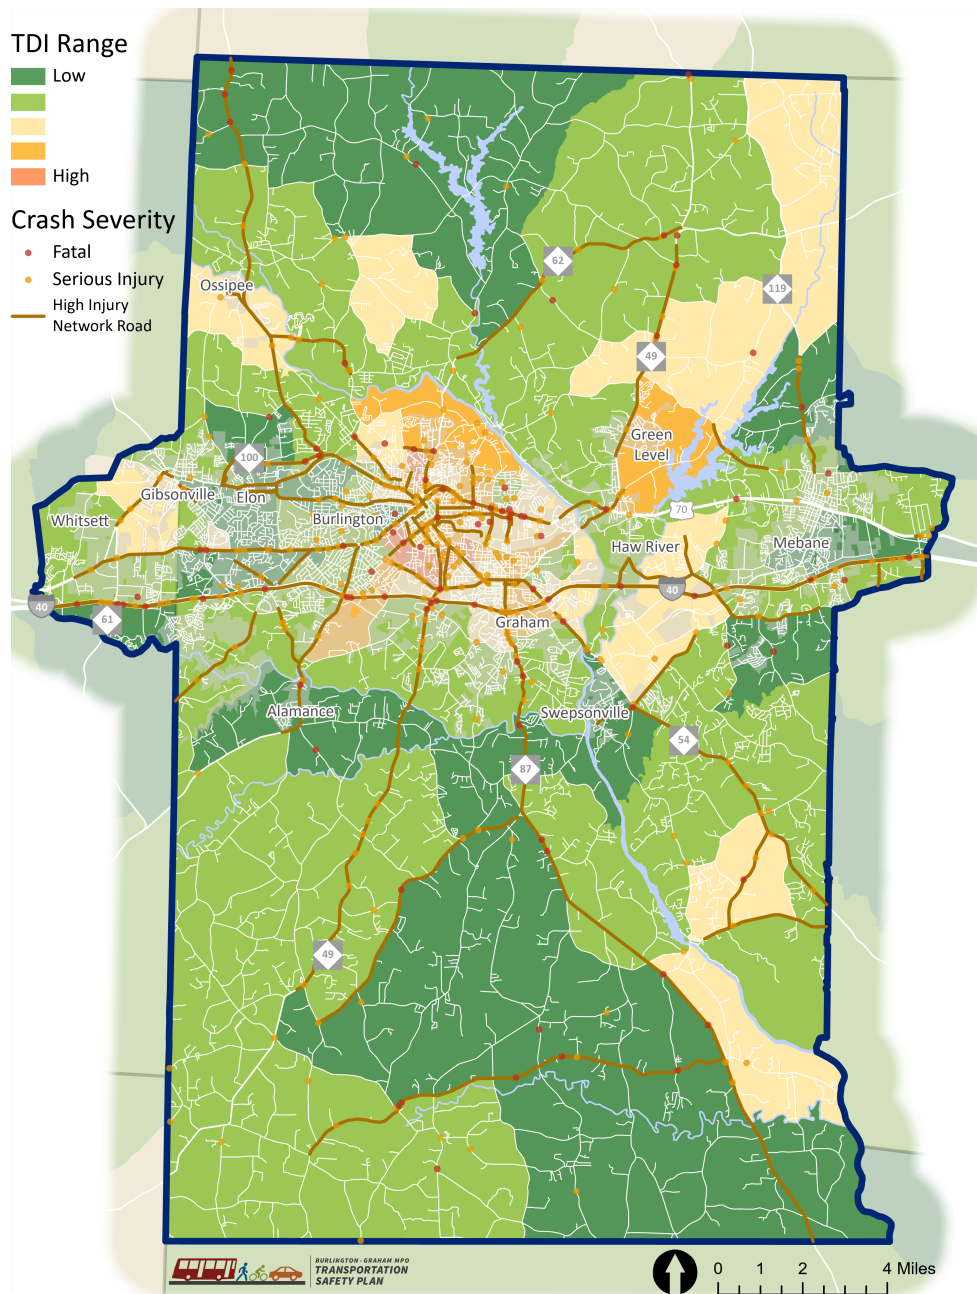 TDI Range
Low
High
Crash Severity
Fatal
Serious Injury
High Injury
Network Road
62
119
Ossipee
49
Green
Level
100
Gibsonville
Elon
Whitsett
Burlington
70
Mebane
Haw River
40
40
61
Graham
Alamance
Swepsonville
54
87
49
BURLINGTON - GRAHAM MPO
TRANSPORTATION
SAFETY PLAN
0 1 2 4 Miles